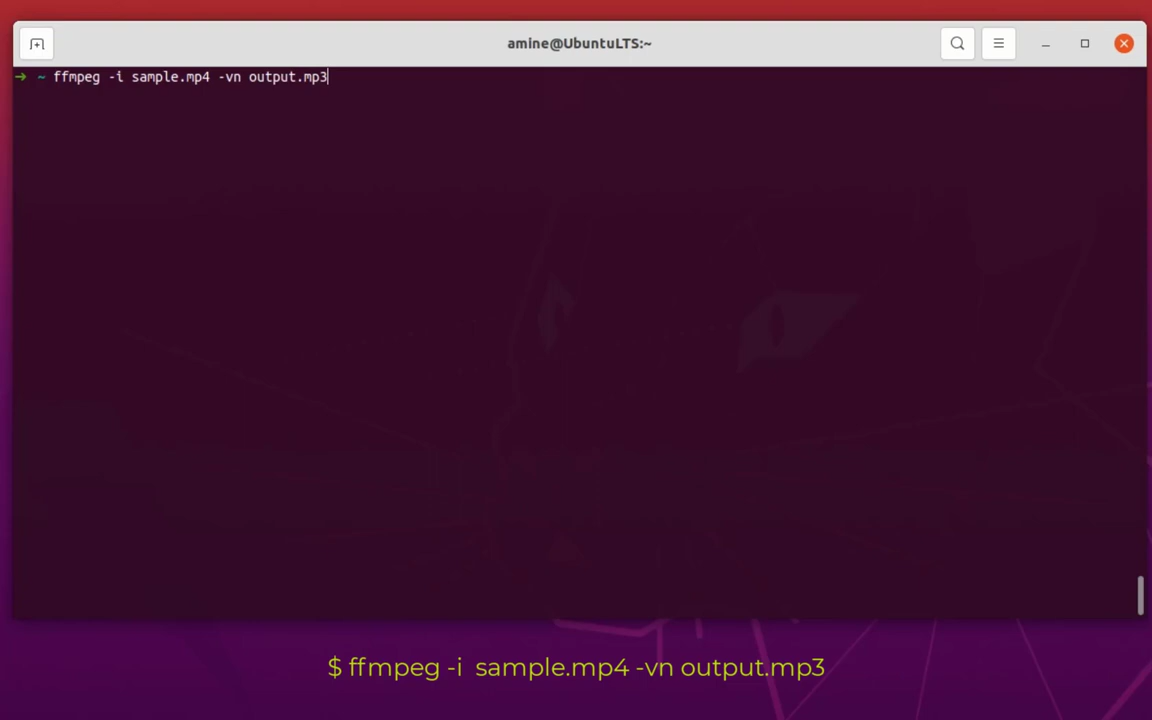 amine@UbuntuLTS:~
➜ ~ ffmpeg -i sample.mp4 -vn output.mp3
$ ffmpeg -i sample.mp4 -vn output.mp3